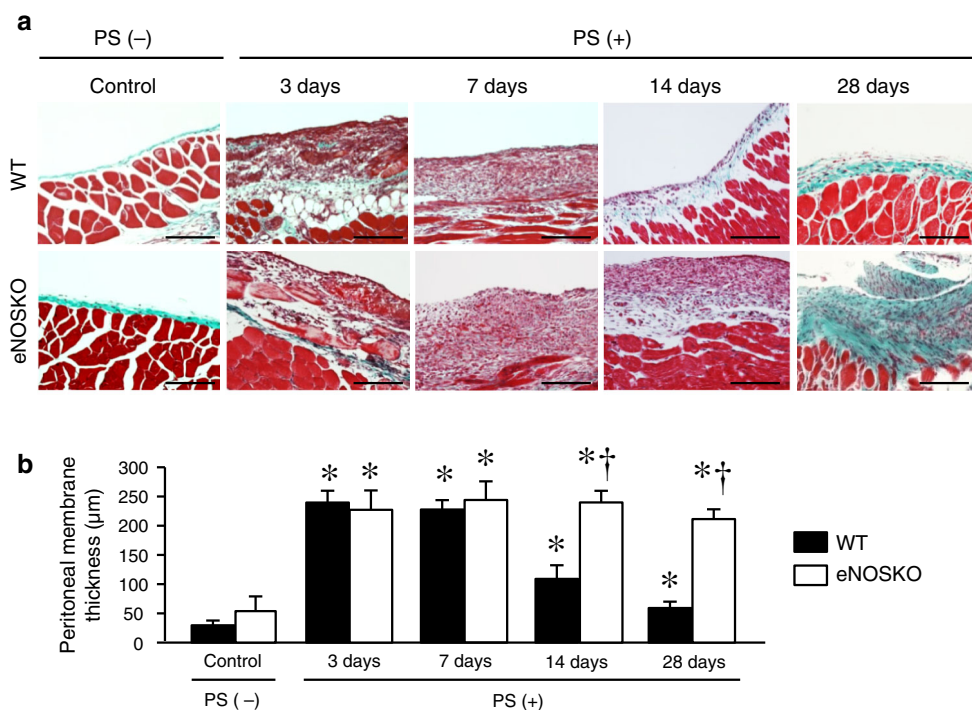 a
PS (–) PS (+)
Control 3 days 7 days 14 days 28 days
WT
eNOSKO
b
Peritoneal membrane
thickness (µm)
300
250
200
150
100
50
0
* * * * * *† * *†
WT
eNOSKO
Control 3 days 7 days 14 days 28 days
PS ( –) PS (+)